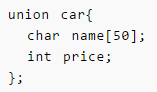 union car{
  char name[50];
  int price;
};